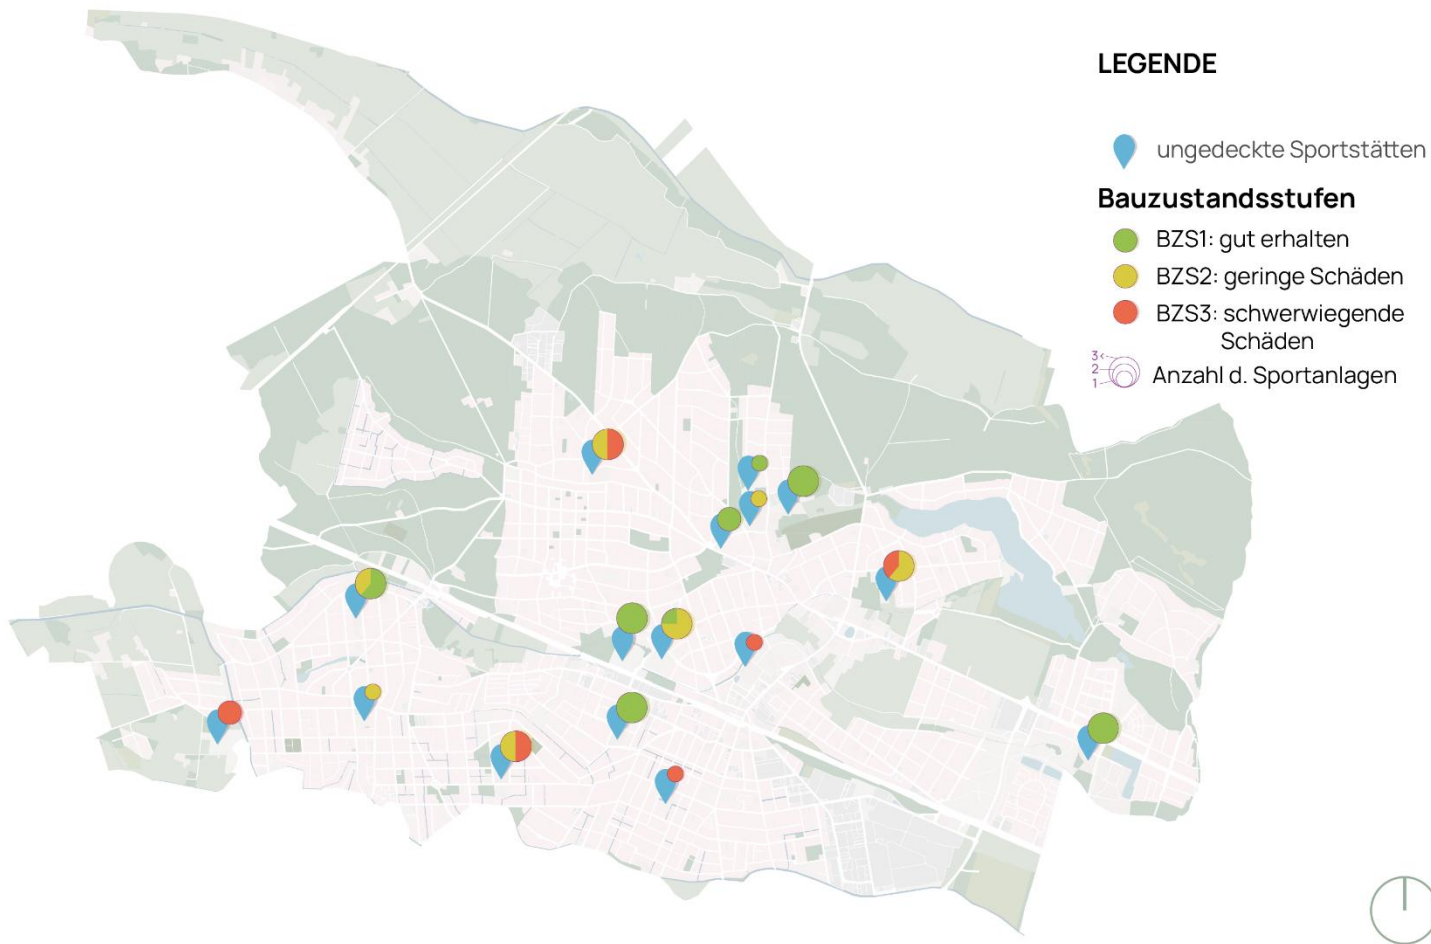 LEGENDE
ungedeckte Sportstätten
Bauzustandsstufen
BZS1: gut erhalten
BZS2: geringe Schäden
BZS3: schwerwiegende
Schäden
3<
2
1
Anzahl d. Sportanlagen